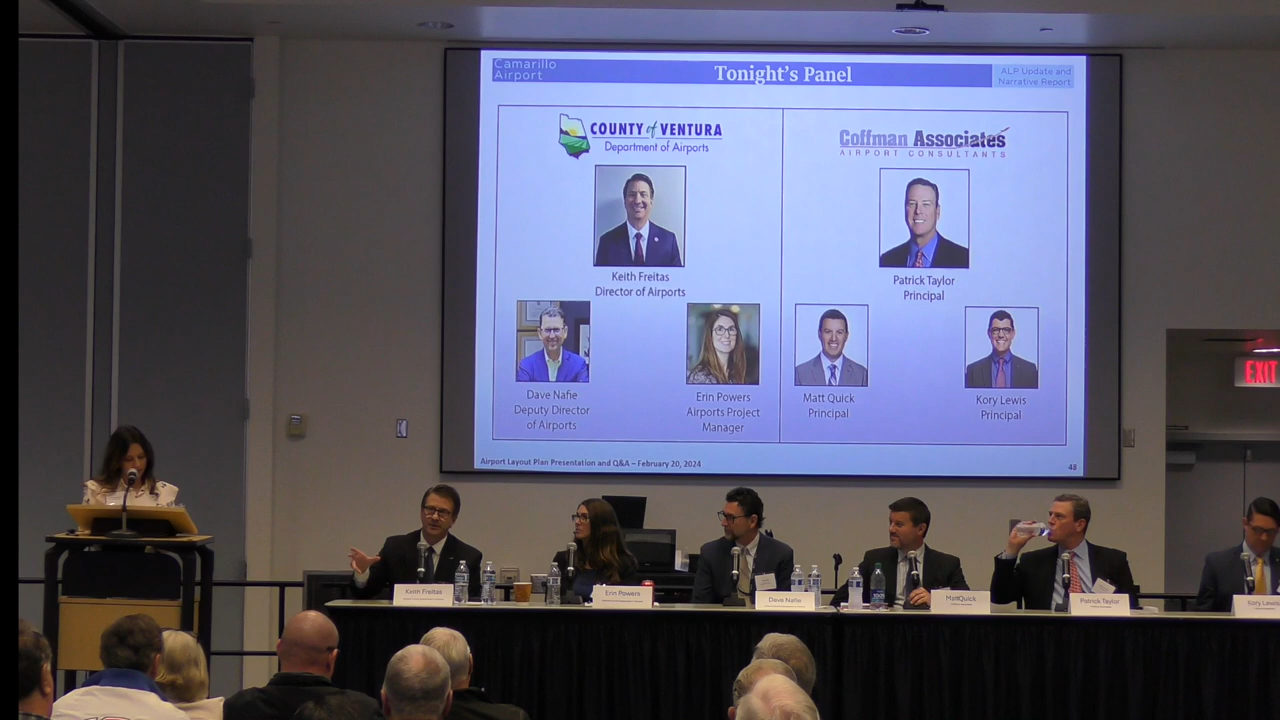 Camarillo
Airport
Tonight's Panel
ALP Update and
Narrative Report
COUNTY of VENTURA
Department of Airports
Coffman Associates
AIRPORT CONSULTANTS
Keith Freitas
Director of Airports
Patrick Taylor
Principal
Dave Nafie
Deputy Director
of Airports
Erin Powers
Airports Project
Manager
Matt Quick
Principal
Kory Lewis
Principal
Airport Layout Plan Presentation and Q&A – February 20, 2024
48
EXIT
Keith Freitas
Erin Powers
Dave Nafie
Matt Quick
Patrick Taylor
Kory Lewis